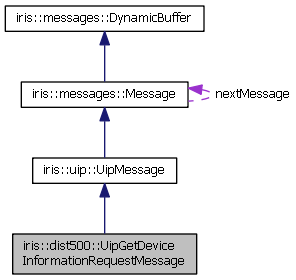 iris::messages::DynamicBuffer
iris::messages::Message
nextMessage
iris::uip::UipMessage
iris::dist500::UipGetDevice
InformationRequestMessage